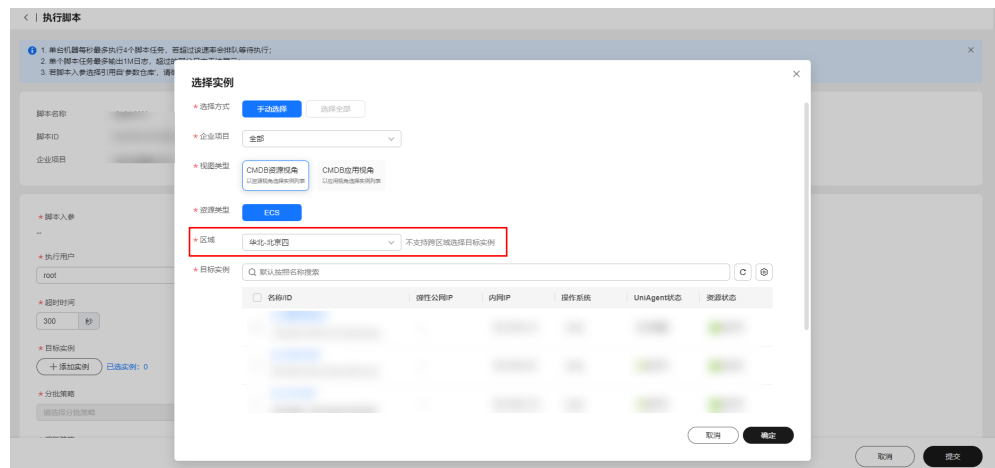 执行脚本
1. 单台机器每秒最多执行4个脚本任务，若超过该速率会排队等待执行；
2. 单个脚本任务最多输出1M日志，超过的
3. 若脚本入参选择引用自'参数仓库'，请
脚本名称
脚本ID
企业项目
脚本入参
--
执行用户
root
超时时间
300 秒
目标实例
添加实例 已选实例：0
分批策略
请选择分批策略
选择实例
选择方式 手动选择 选择全部
企业项目 全部
视图类型 CMDB资源视角 CMDB应用视角
以资源视角选择实例列表 以应用视角选择实例列表
资源类型 ECS
区域 华北-北京四 不支持跨区域选择目标实例
目标实例 默认按照名称搜索
名称/ID 弹性公网IP 内网IP 操作系统 UniAgent状态 资源状态
取消 确定
取消 提交